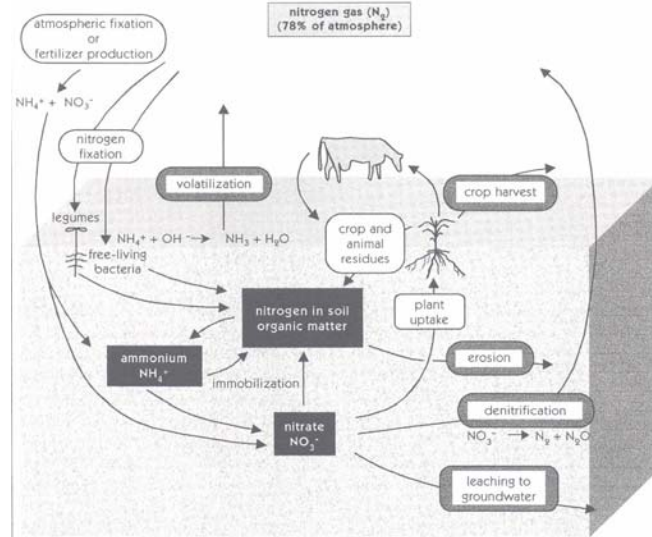 nitrogen gas (N₂)
(78% of atmosphere)
atmospheric fixation
or
fertilizer production
NH₄⁺ + NO₃⁻
nitrogen
fixation
volatilization
crop harvest
legumes
NH₄⁺ + OH⁻ → NH₃ + H₂O
free-living
bacteria
crop and
animal
residues
nitrogen in soil
organic matter
plant
uptake
ammonium
NH₄⁺
immobilization
erosion
nitrate
NO₃⁻
denitrification
NO₃⁻ → N₂ + N₂O
leaching to
groundwater